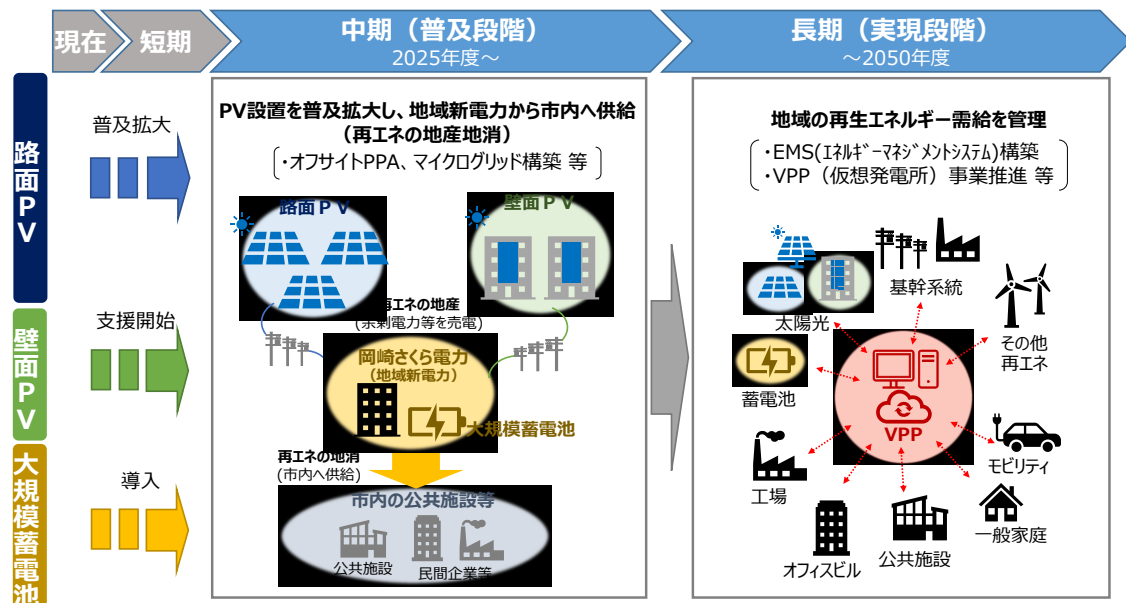 現在
短期
中期（普及段階）
2025年度～
長期（実現段階）
～2050年度
路面PV
壁面PV
大規模蓄電池
普及拡大
支援開始
導入
PV設置を普及拡大し、地域新電力から市内へ供給
（再エネの地産地消）
・オフサイトPPA、マイクログリッド構築 等
路面ＰＶ
壁面ＰＶ
再エネの地産
(余剰電力等を売電)
岡崎さくら電力
（地域新電力）
大規模蓄電池
再エネの地消
(市内へ供給)
市内の公共施設等
公共施設
民間企業等
地域の再生エネルギー需給を管理
・EMS(ｴﾈﾙｷﾞｰﾏﾈｼﾞﾒﾝﾄｼｽﾃﾑ)構築
・VPP（仮想発電所）事業推進 等
基幹系統
太陽光
その他
再エネ
蓄電池
VPP
モビリティ
工場
一般家庭
公共施設
オフィスビル